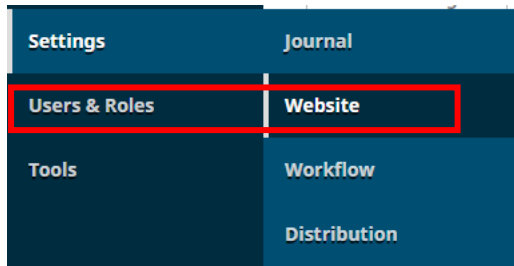 Settings
Journal
Users & Roles
Website
Tools
Workflow
Distribution